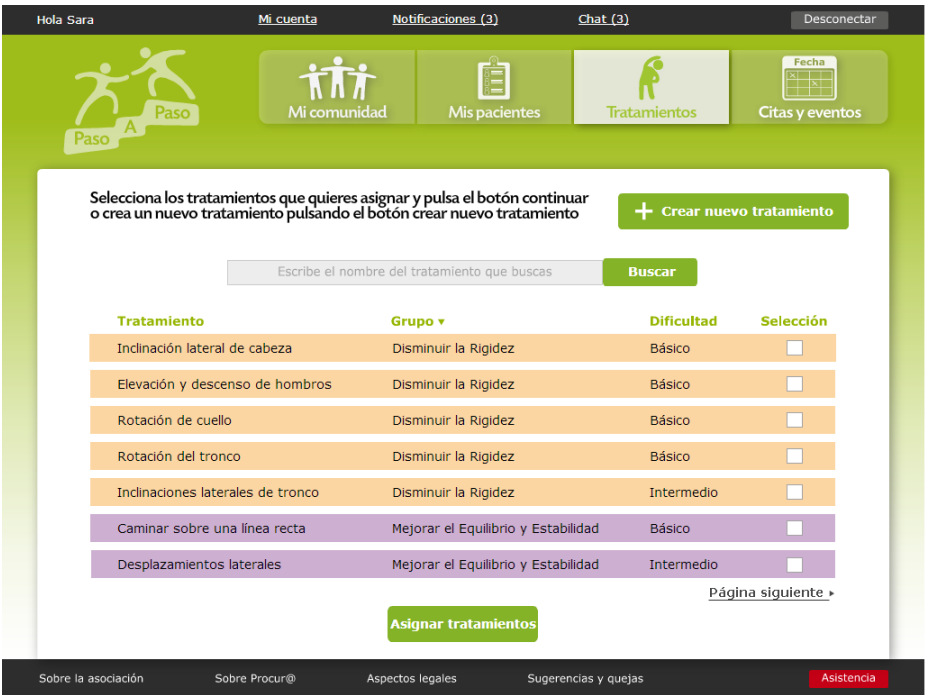 Hola Sara
Mi cuenta
Notificaciones (3)
Chat (3)
Desconectar
Paso A Paso
Mi comunidad
Mis pacientes
Tratamientos
Fecha
Citas y eventos
Selecciona los tratamientos que quieres asignar y pulsa el botón continuar
o crea un nuevo tratamiento pulsando el botón crear nuevo tratamiento
+ Crear nuevo tratamiento
Escribe el nombre del tratamiento que buscas
Buscar
Tratamiento Grupo ▾ Dificultad Selección
Inclinación lateral de cabeza Disminuir la Rigidez Básico
Elevación y descenso de hombros Disminuir la Rigidez Básico
Rotación de cuello Disminuir la Rigidez Básico
Rotación del tronco Disminuir la Rigidez Básico
Inclinaciones laterales de tronco Disminuir la Rigidez Intermedio
Caminar sobre una línea recta Mejorar el Equilibrio y Estabilidad Básico
Desplazamientos laterales Mejorar el Equilibrio y Estabilidad Intermedio
Página siguiente ▸
Asignar tratamientos
Sobre la asociación
Sobre Procur@
Aspectos legales
Sugerencias y quejas
Asistencia